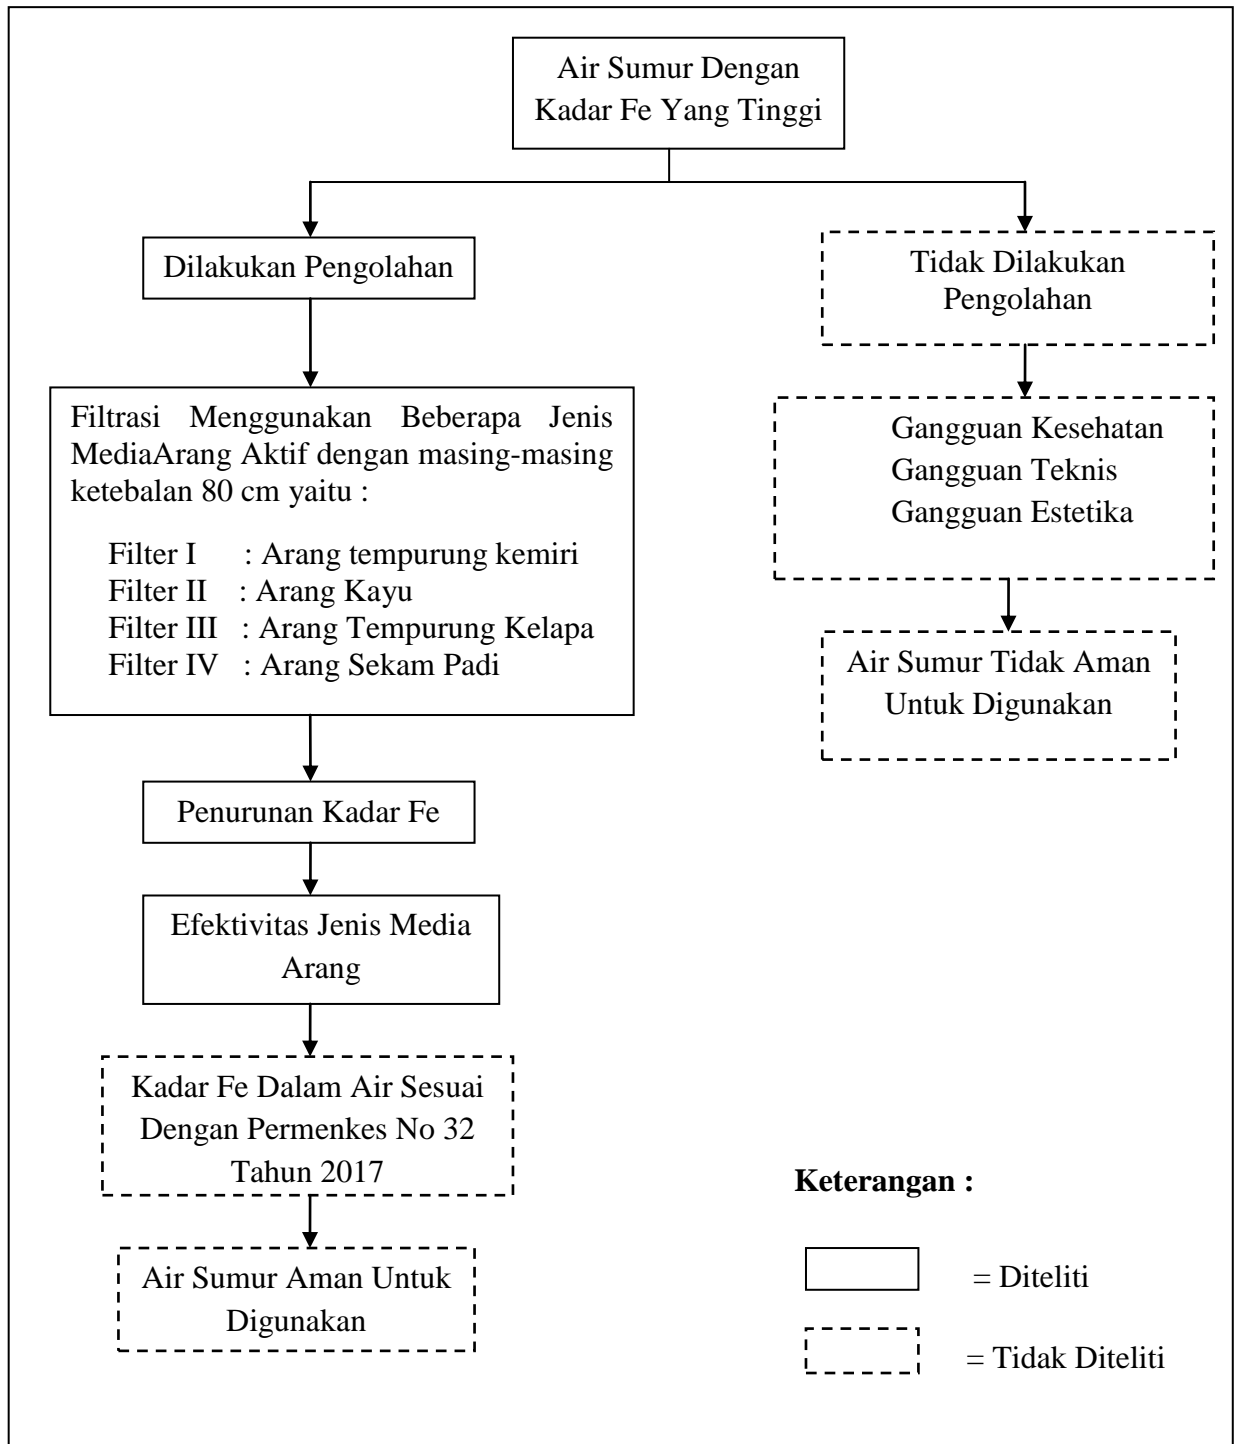 Air Sumur Dengan
Kadar Fe Yang Tinggi
Dilakukan Pengolahan
Tidak Dilakukan
Pengolahan
Filtrasi Menggunakan Beberapa Jenis
MediaArang Aktif dengan masing-masing
ketebalan 80 cm yaitu :
Filter I : Arang tempurung kemiri
Filter II : Arang Kayu
Filter III : Arang Tempurung Kelapa
Filter IV : Arang Sekam Padi
Gangguan Kesehatan
Gangguan Teknis
Gangguan Estetika
Air Sumur Tidak Aman
Untuk Digunakan
Penurunan Kadar Fe
Efektivitas Jenis Media
Arang
Kadar Fe Dalam Air Sesuai
Dengan Permenkes No 32
Tahun 2017
Air Sumur Aman Untuk
Digunakan
Keterangan :
= Diteliti
= Tidak Diteliti